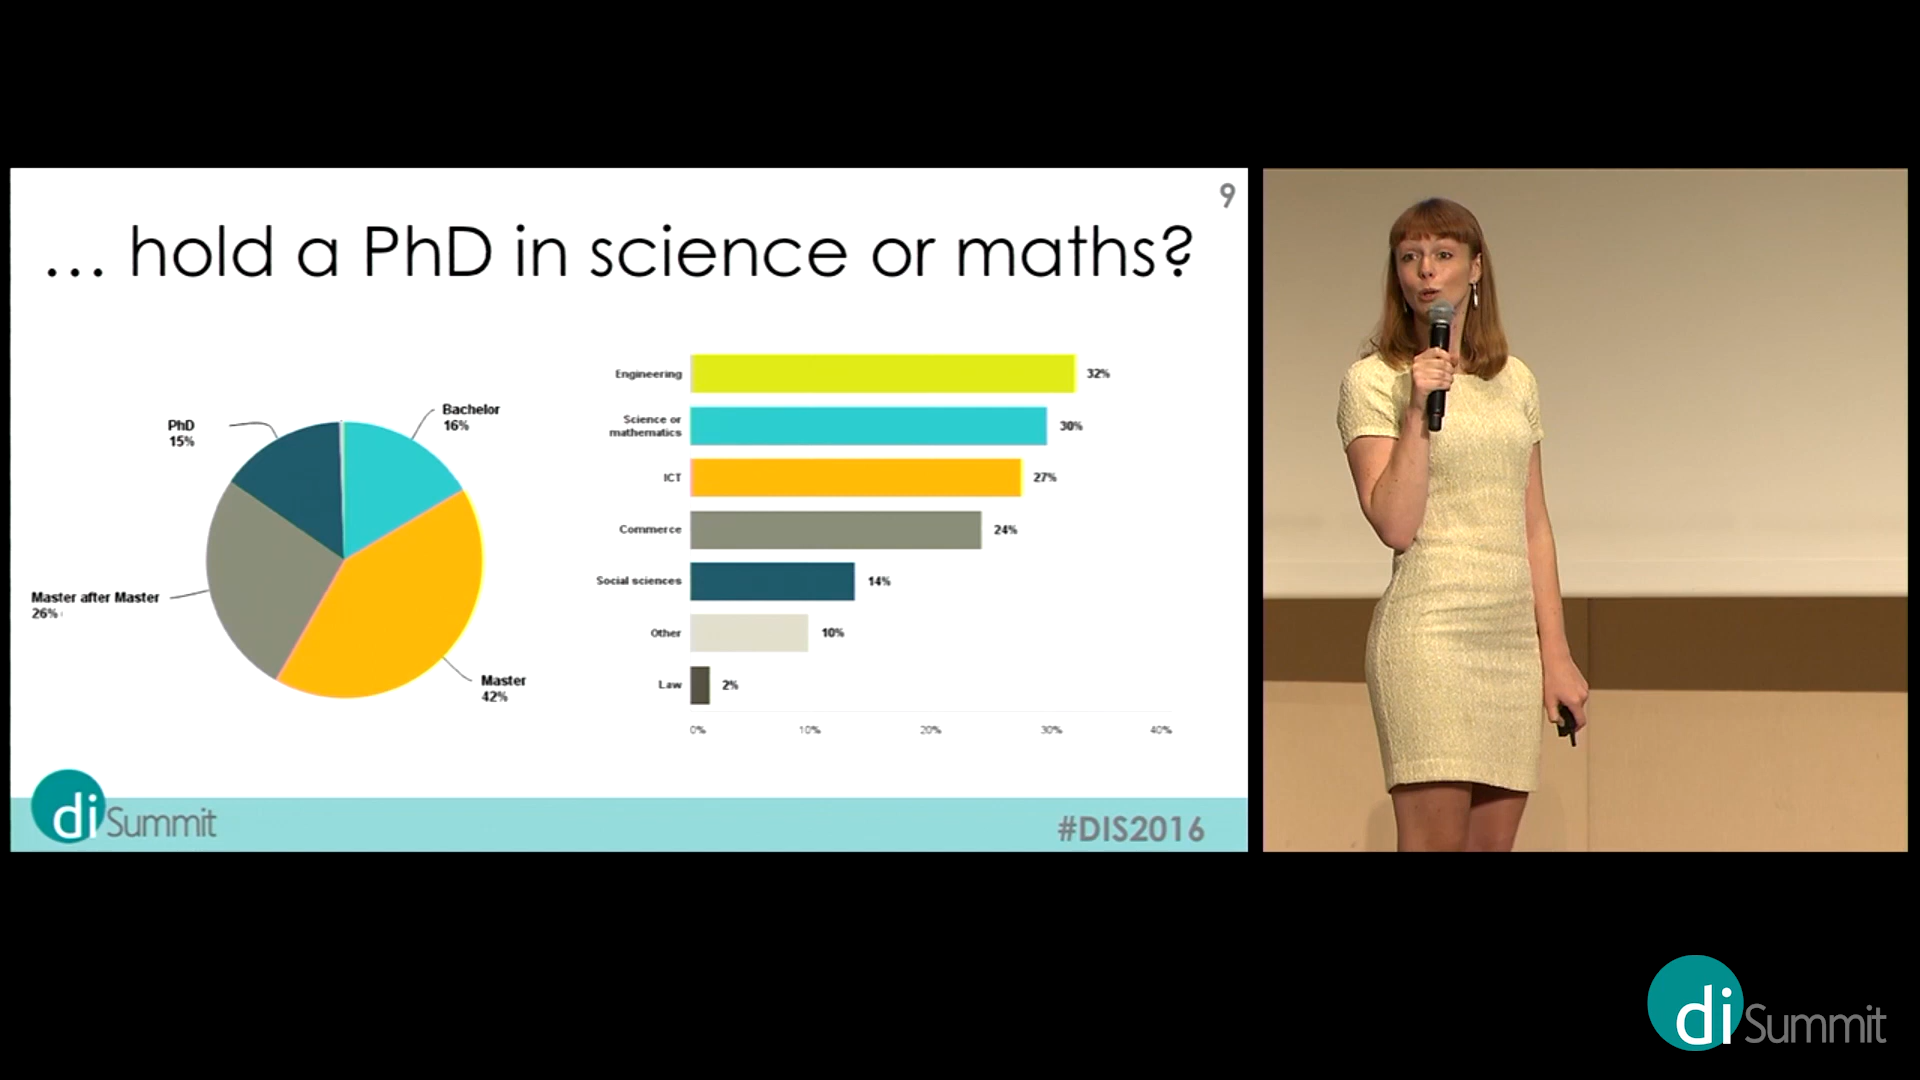 9
... hold a PhD in science or maths?
PhD
15%
Bachelor
16%
Master after Master
26%
Master
42%
Engineering
32%
Science or
mathematics
30%
ICT
27%
Commerce
24%
Social sciences
14%
Other
10%
Law
2%
0%
10%
20%
30%
40%
di Summit
#DIS2016
di Summit